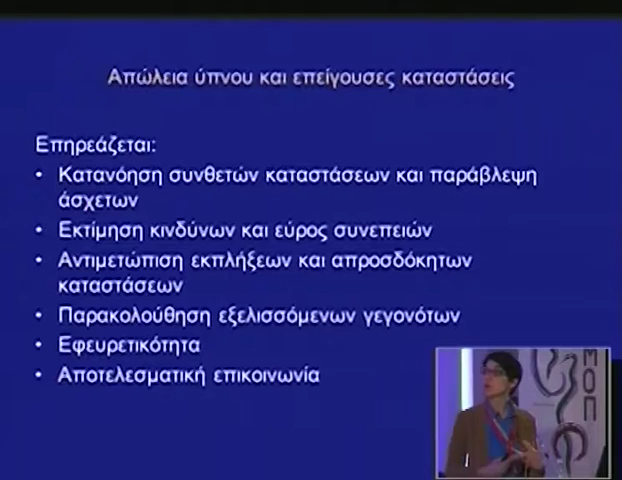 Απώλεια ύπνου και επείγουσες καταστάσεις
Επηρεάζεται:
• Κατανόηση συνθετών καταστάσεων και παράβλεψη
άσχετων
• Εκτίμηση κινδύνων και εύρος συνεπειών
• Αντιμετώπιση εκπλήξεων και απροσδόκητων
καταστάσεων
• Παρακολούθηση εξελισσόμενων γεγονότων
• Εφευρετικότητα
• Αποτελεσματική επικοινωνία
ΜΟΠ